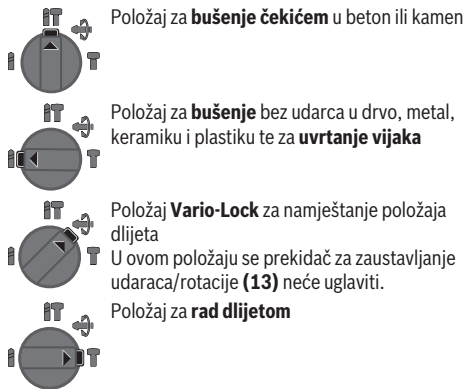 Položaj za bušenje čekićem u beton ili kamen
Položaj za bušenje bez udarca u drvo, metal,
keramiku i plastiku te za uvrtanje vijaka
Položaj Vario-Lock za namještanje položaja
dlijeta
U ovom položaju se prekidač za zaustavljanje
udaraca/rotacije (13) neće uglaviti.
Položaj za rad dlijetom